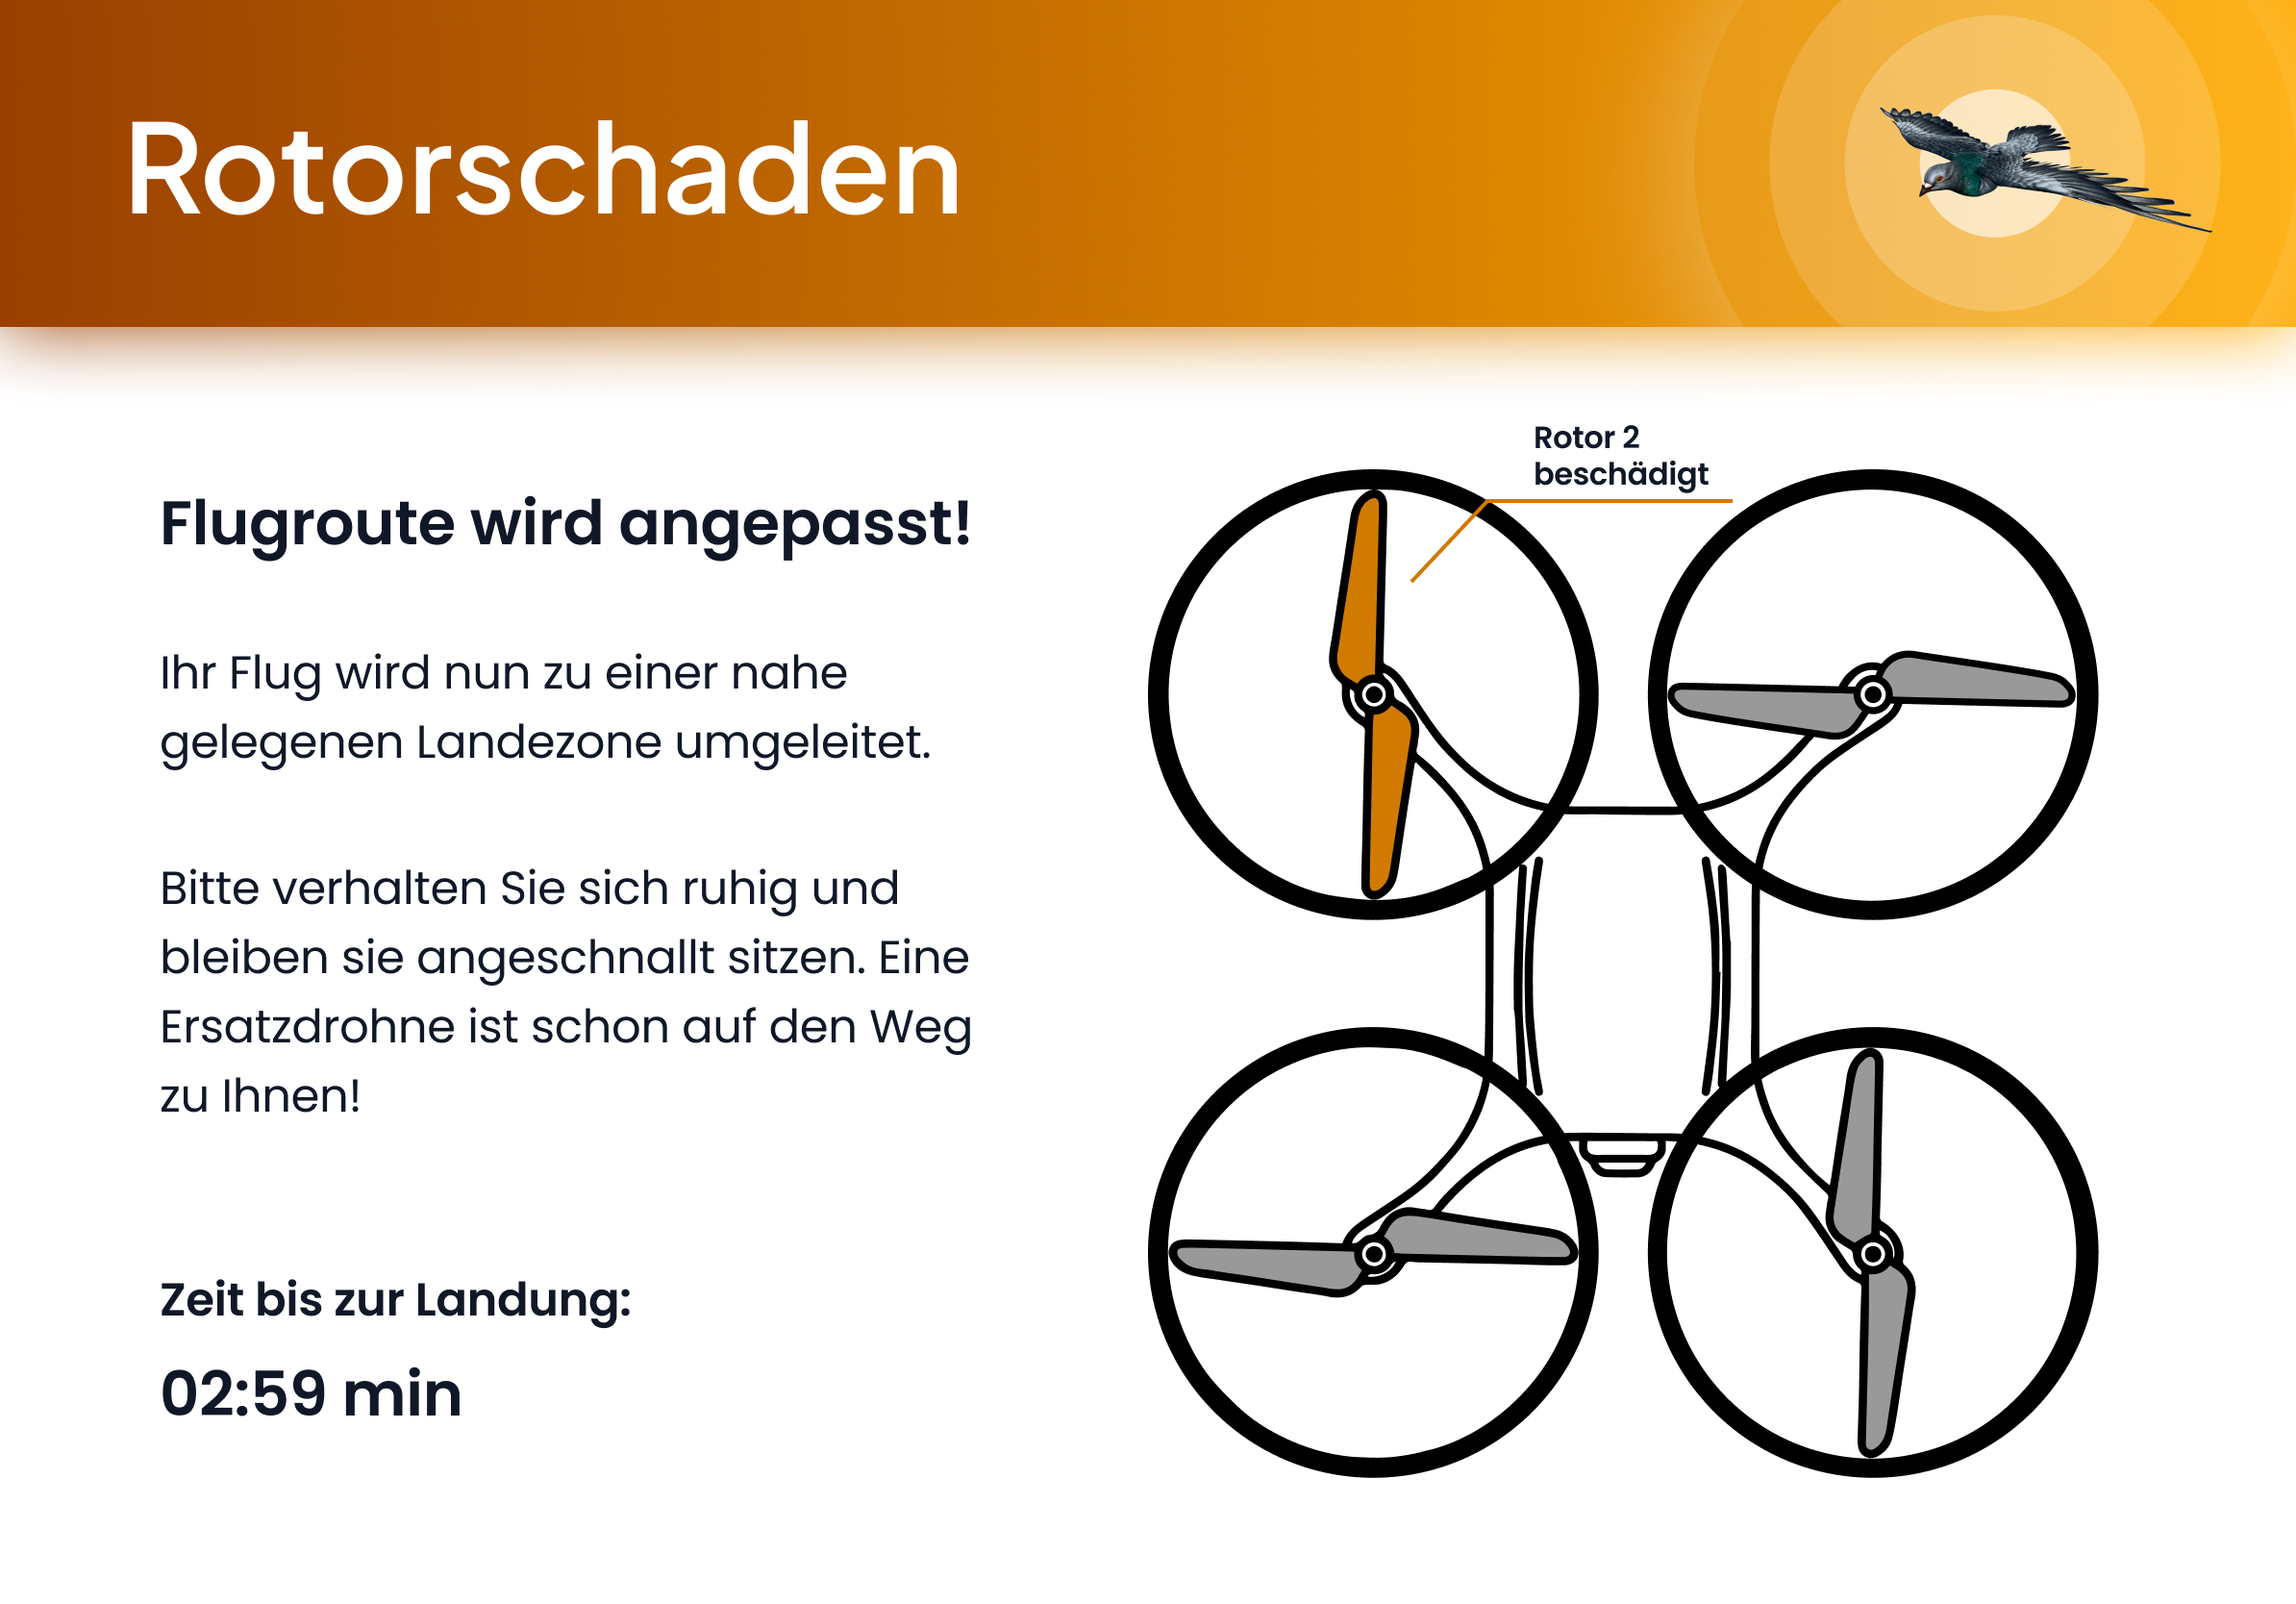 Rotorschaden
Rotor 2
beschädigt
Flugroute wird angepasst!
Ihr Flug wird nun zu einer nahe
gelegenen Landezone umgeleitet.
Bitte verhalten Sie sich ruhig und
bleiben sie angeschnallt sitzen. Eine
Ersatzdrohne ist schon auf den Weg
zu Ihnen!
Zeit bis zur Landung:
02:59 min